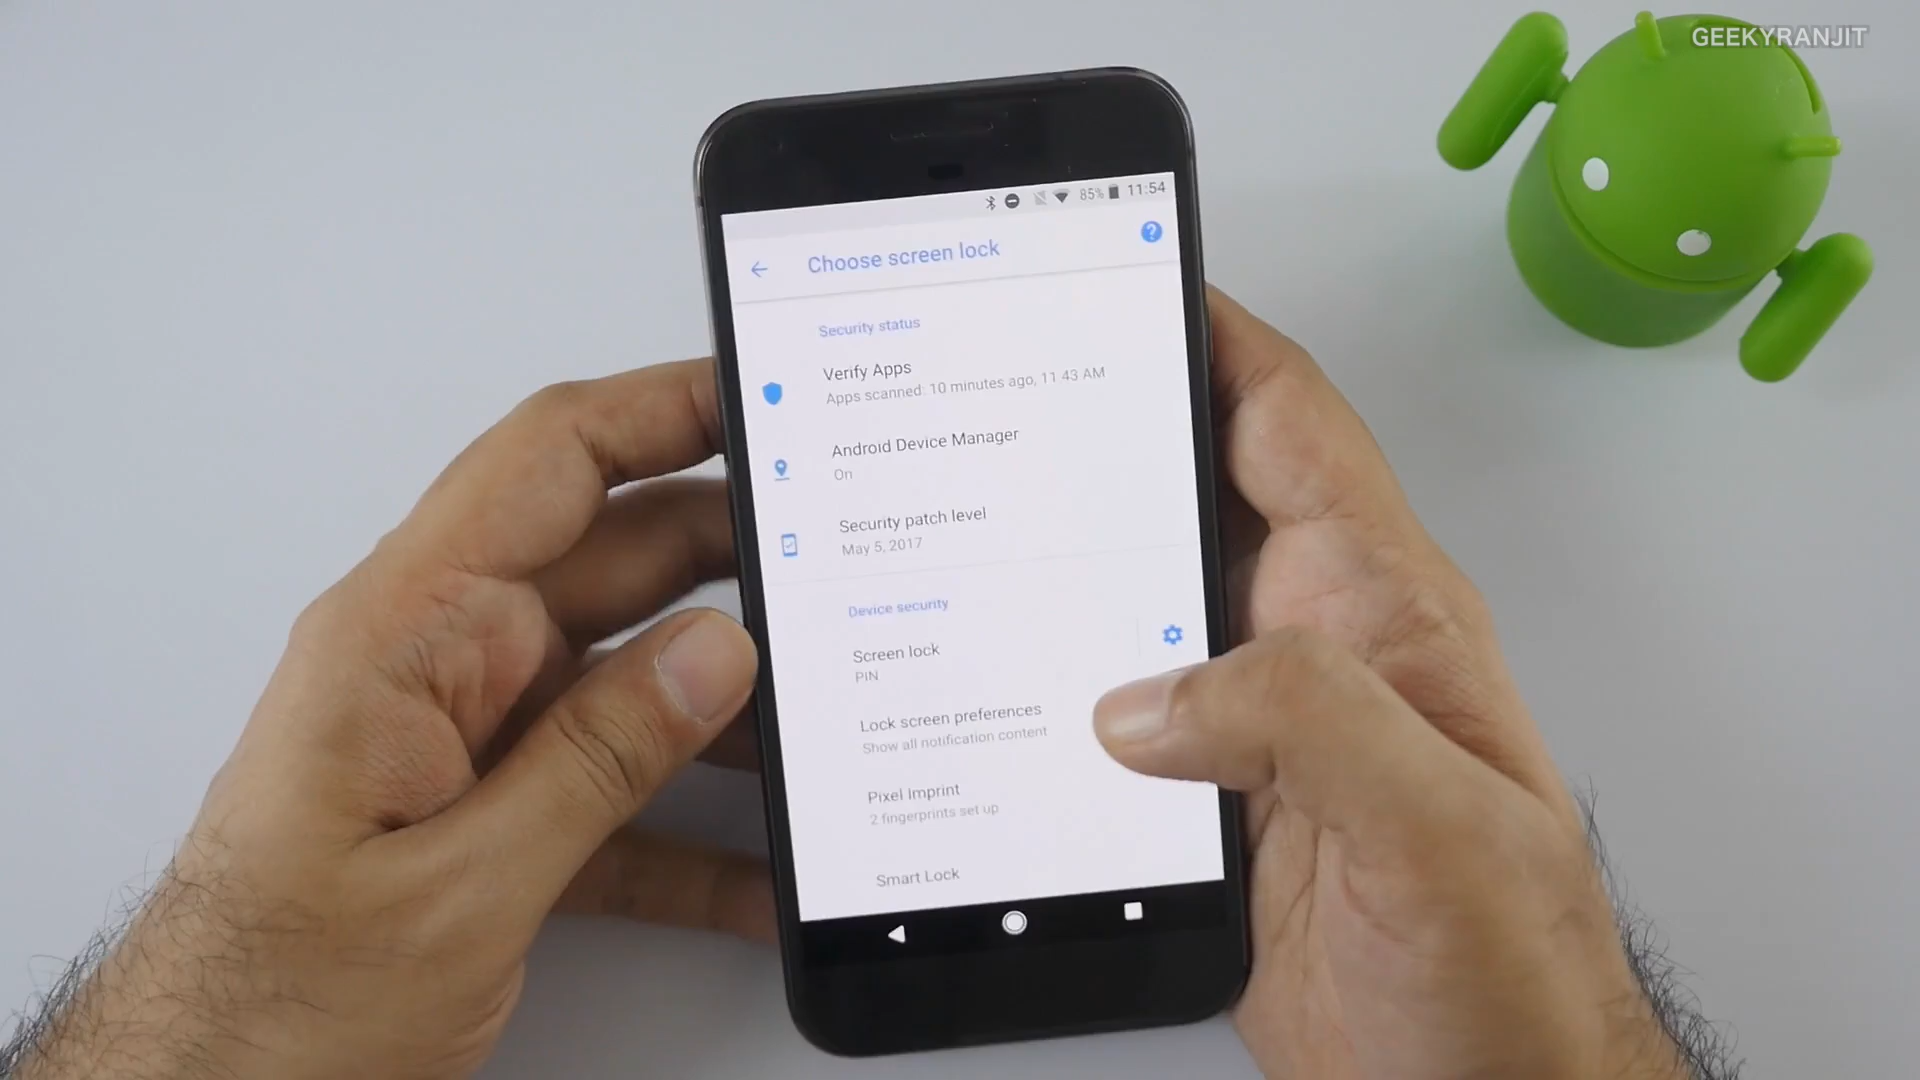 GEEKYRANJIT
85% 11:54
Choose screen lock
Security status
Verify Apps
Apps scanned: 10 minutes ago, 11 43 AM
Android Device Manager
On
Security patch level
May 5, 2017
Device security
Screen lock
PIN
Lock screen preferences
Show all notification content
Pixel Imprint
2 fingerprints set up
Smart Lock